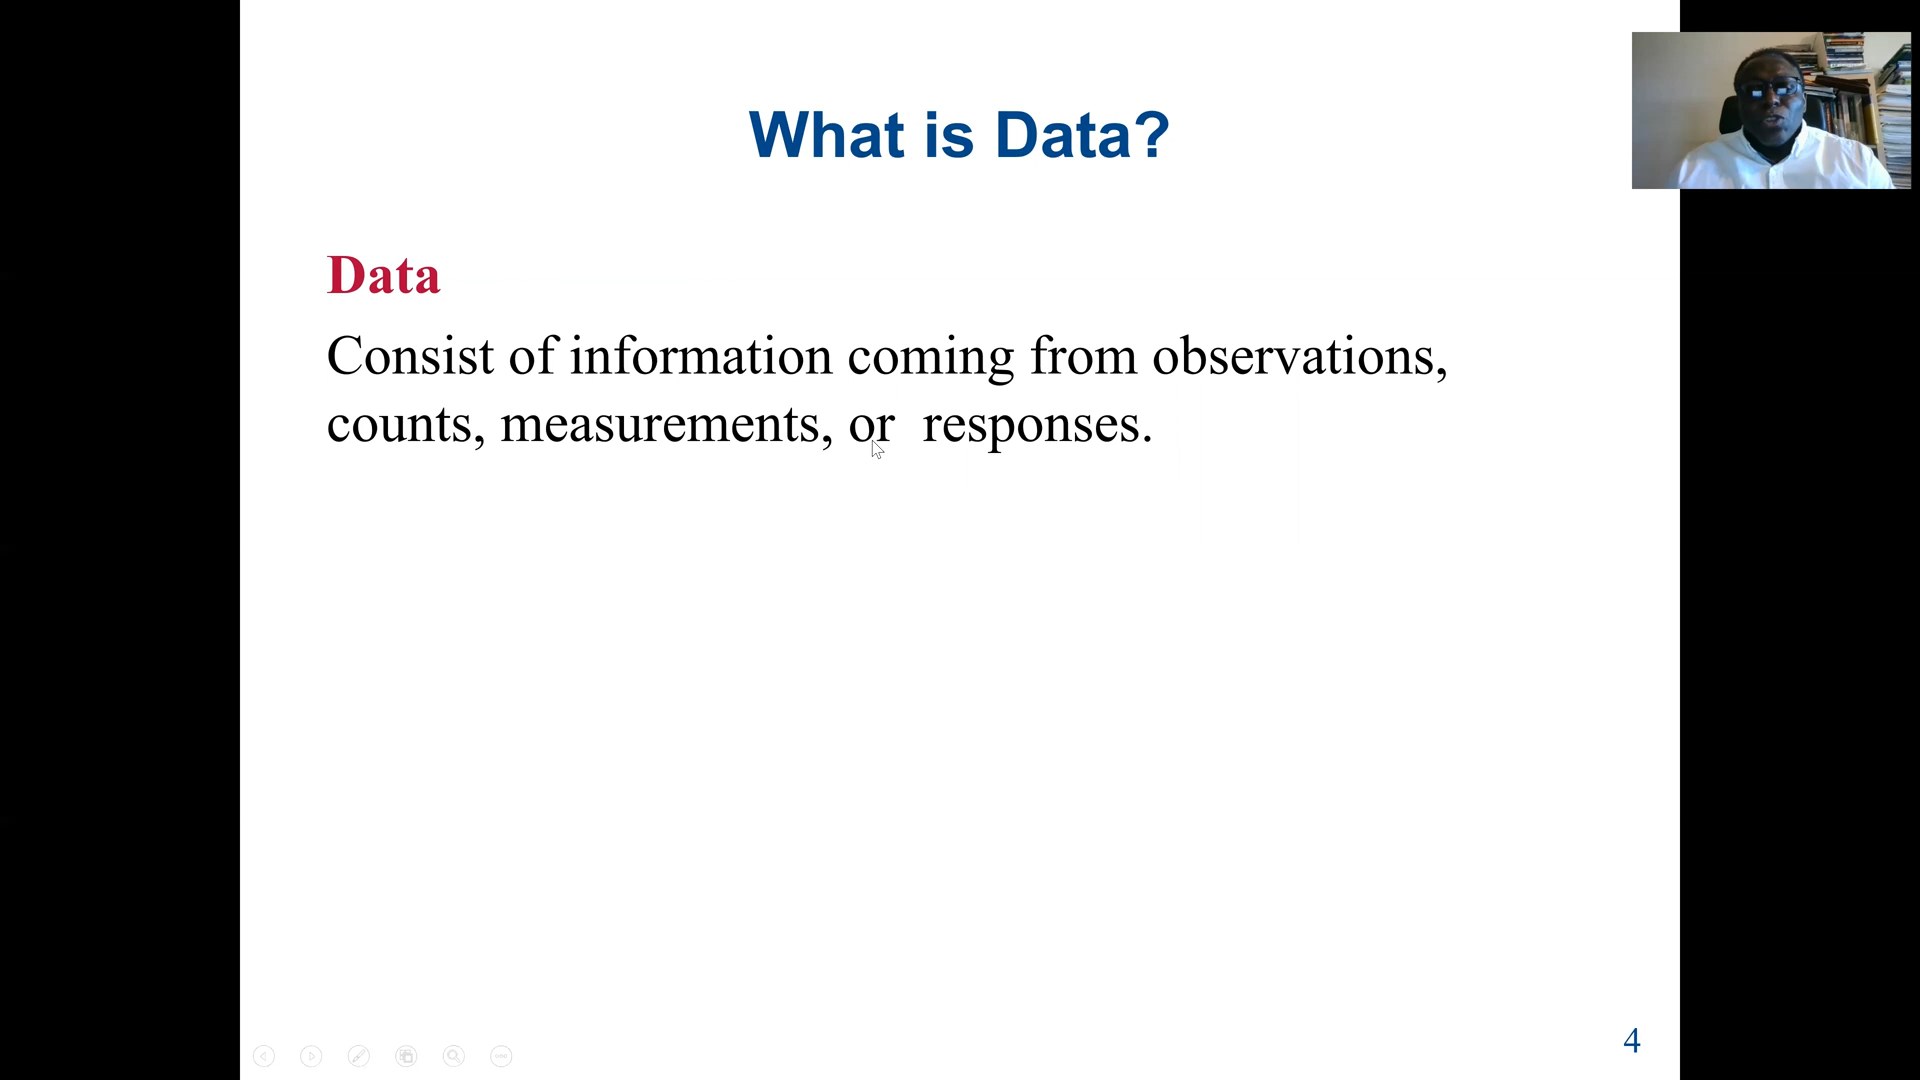 What is Data?
Data
Consist of information coming from observations,
counts, measurements, or  responses.
4